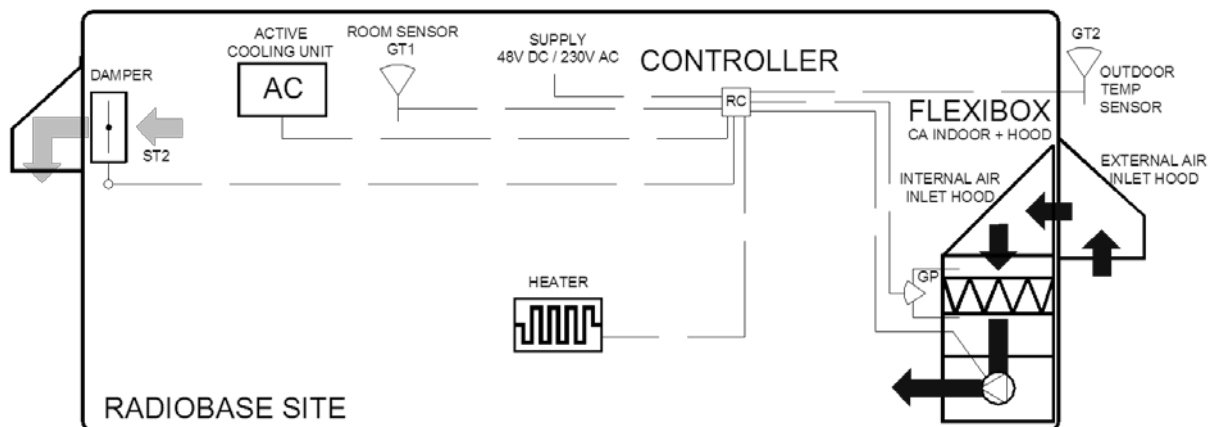 ACTIVE
COOLING UNIT
AC
ROOM SENSOR
GT1
SUPPLY
48V DC / 230V AC
CONTROLLER
RC
GT2
OUTDOOR
TEMP
SENSOR
DAMPER
ST2
FLEXIBOX
CA INDOOR + HOOD
INTERNAL AIR
INLET HOOD
EXTERNAL AIR
INLET HOOD
GP
HEATER
RADIOBASE SITE